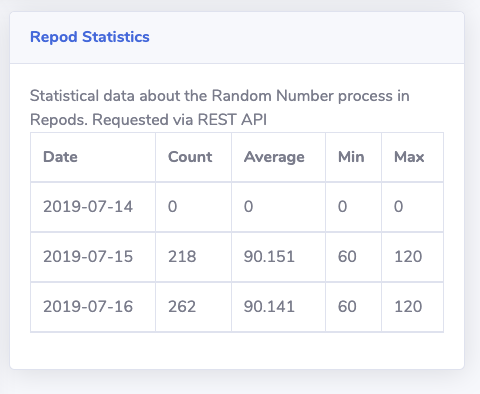 Repod Statistics
Statistical data about the Random Number process in
Repods. Requested via REST API
Date Count Average Min Max
2019-07-14 0 0 0 0
2019-07-15 218 90.151 60 120
2019-07-16 262 90.141 60 120